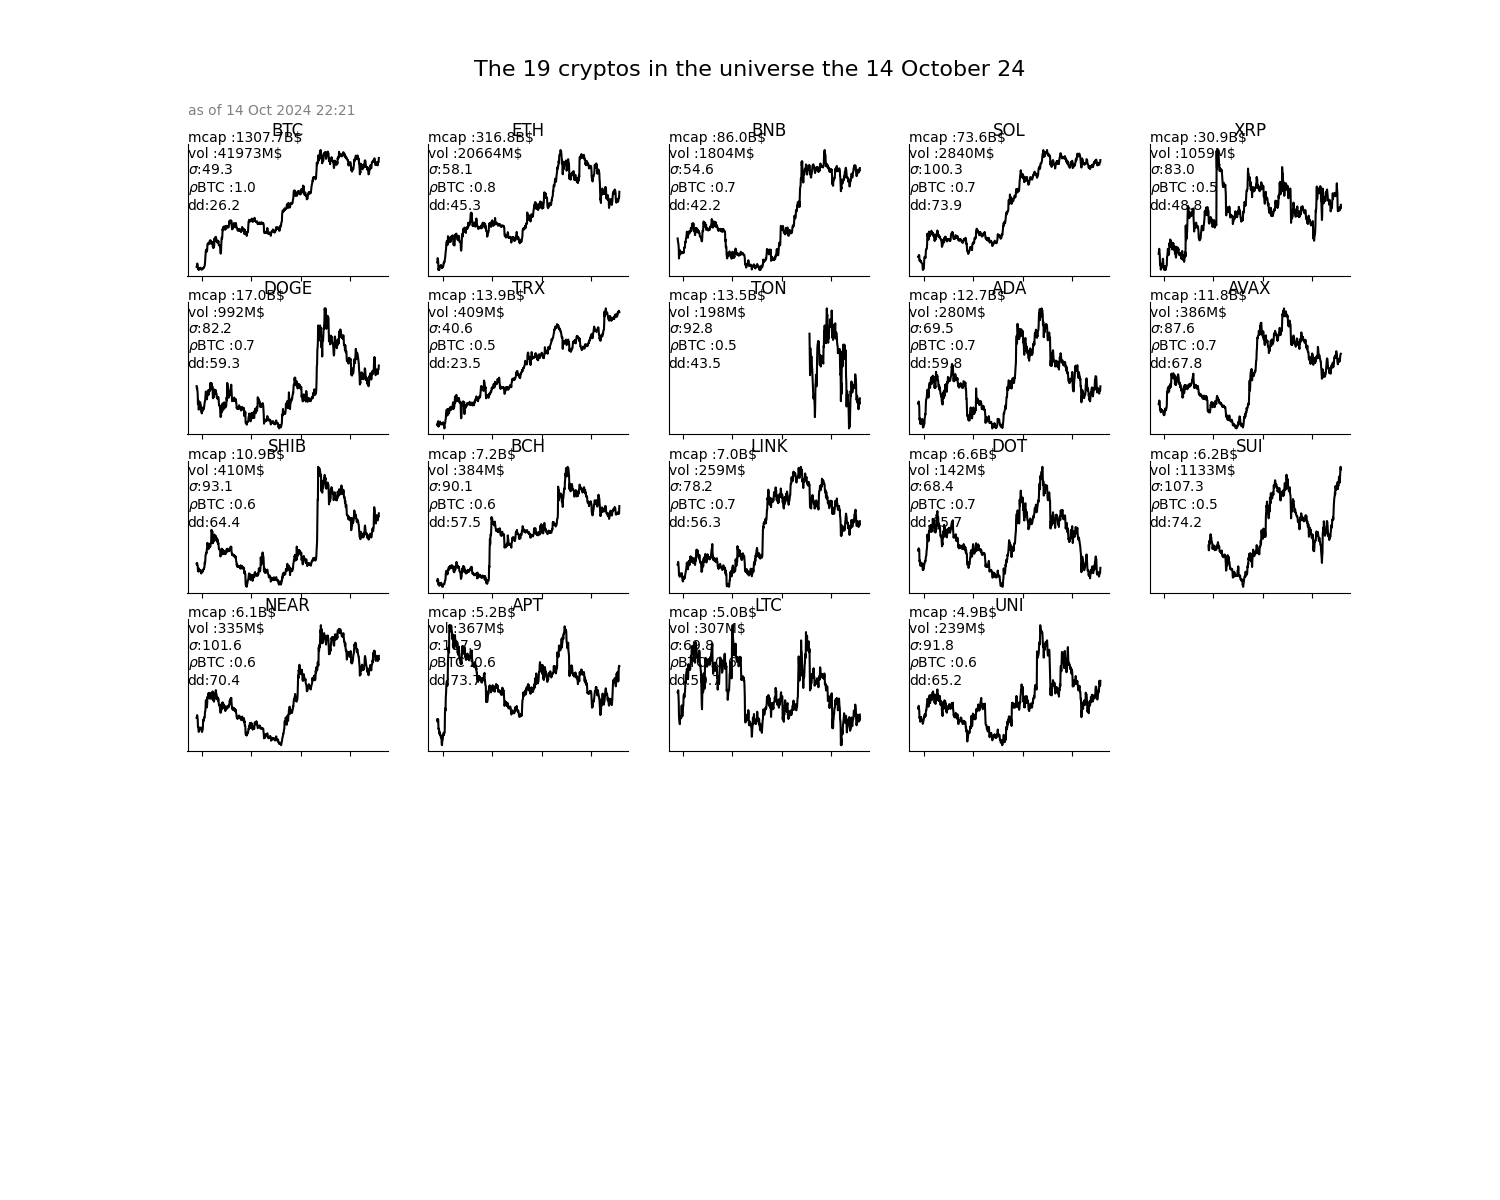 The 19 cryptos in the universe the 14 October 24
as of 14 Oct 2024 22:21
BTC
mcap :1307.7B$
vol :41973M$
σ:49.3
ρBTC :1.0
dd:26.2
ETH
mcap :316.8B$
vol :20664M$
σ:58.1
ρBTC :0.8
dd:45.3
BNB
mcap :86.0B$
vol :1804M$
σ:54.6
ρBTC :0.7
dd:42.2
SOL
mcap :73.6B$
vol :2840M$
σ:100.3
ρBTC :0.7
dd:73.9
XRP
mcap :30.9B$
vol :1059M$
σ:83.0
ρBTC :0.5
dd:48.8
DOGE
mcap :17.0B$
vol :992M$
σ:82.2
ρBTC :0.7
dd:59.3
TRX
mcap :13.9B$
vol :409M$
σ:40.6
ρBTC :0.5
dd:23.5
TON
mcap :13.5B$
vol :198M$
σ:92.8
ρBTC :0.5
dd:43.5
ADA
mcap :12.7B$
vol :280M$
σ:69.5
ρBTC :0.7
dd:59.8
AVAX
mcap :11.8B$
vol :386M$
σ:87.6
ρBTC :0.7
dd:67.8
SHIB
mcap :10.9B$
vol :410M$
σ:93.1
ρBTC :0.6
dd:64.4
BCH
mcap :7.2B$
vol :384M$
σ:90.1
ρBTC :0.6
dd:57.5
LINK
mcap :7.0B$
vol :259M$
σ:78.2
ρBTC :0.7
dd:56.3
DOT
mcap :6.6B$
vol :142M$
σ:68.4
ρBTC :0.7
SUI
mcap :6.2B$
vol :1133M$
σ:107.3
ρBTC :0.5
dd:74.2
NEAR
mcap :6.1B$
vol :335M$
σ:101.6
ρBTC :0.6
dd:70.4
APT
mcap :5.2B$
vol :367M$
ρBTC :0.6
LTC
mcap :5.0B$
vol :307M$
UNI
mcap :4.9B$
vol :239M$
σ:91.8
ρBTC :0.6
dd:65.2